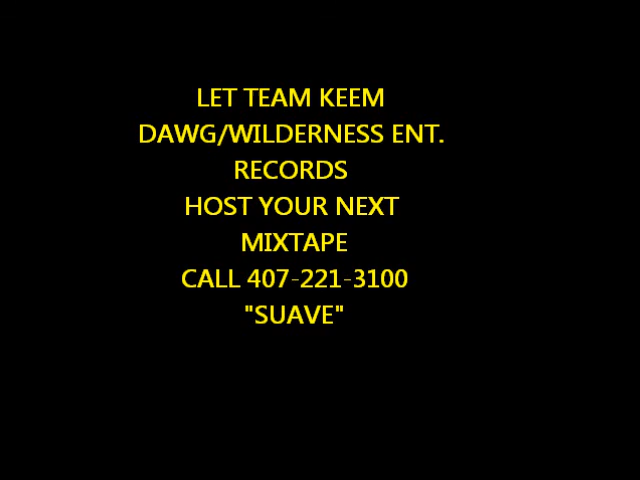 LET TEAM KEEM
DAWG/WILDERNESS ENT.
RECORDS
HOST YOUR NEXT
MIXTAPE
CALL 407-221-3100
"SUAVE"